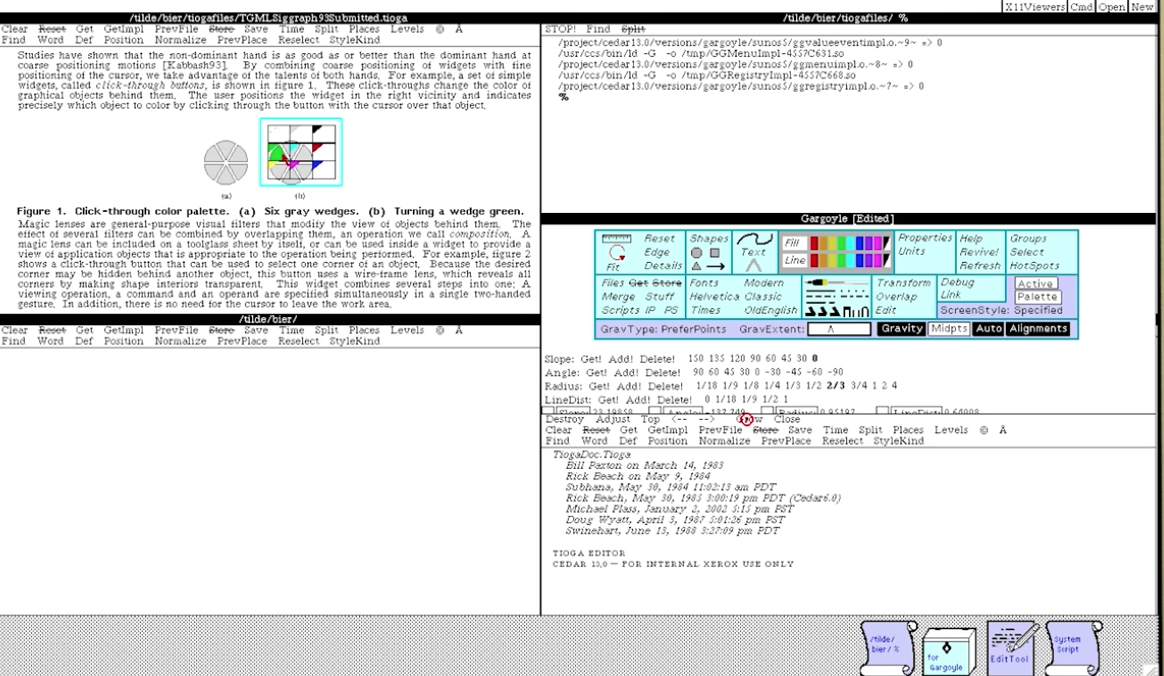 X11Viewers Cmd Open New
/tilde/bier/tiogafiles/TGMLSiggraph93Submitted.tioga
Clear Reset Get GetImpl PrevFile Store Save Time Split Places Levels © Å
Find Word Def Position Normalize PrevPlace Reselect StyleKind
Studies have shown that the non-dominant hand is as good as or better than the dominant hand at
coarse positioning motions [Kabbash93]. By combining coarse positioning of widgets with fine
positioning of the cursor, we take advantage of the talents of both hands. For example, a set of simple
widgets, called click-through buttons, is shown in figure 1. These click-throughs change the color of
graphical objects behind them. The user positions the widget in the right vicinity and indicates
precisely which object to color by clicking through the button with the cursor over that object.
(a) (b)
Figure 1. Click-through color palette. (a) Six gray wedges. (b) Turning a wedge green.
Magic lenses are general-purpose visual filters that modify the view of objects behind them. The
effect of several filters can be combined by overlapping them, an operation we call composition. A
magic lens can be included on a toolglass sheet by itself, or can be used inside a widget to provide a
view of application objects that is appropriate to the operation being performed. For example, figure 2
shows a click-through button that can be used to select one corner of an object. Because the desired
corner may be hidden behind another object, this button uses a wire-frame lens, which reveals all
corners by making shape interiors transparent. This widget combines several steps into one: A
viewing operation, a command and an operand are specified simultaneously in a single two-handed
gesture. In addition, there is no need for the cursor to leave the work area.
/tilde/bier/
Clear Reset Get GetImpl PrevFile Store Save Time Split Places Levels © Å
Find Word Def Position Normalize PrevPlace Reselect StyleKind
/tilde/bier/tiogafiles/ %
STOP! Find Split
/project/cedar13.0/versions/gargoyle/sunos5/ggvalueeventimpl.o.~9~ => 0
/usr/ccs/bin/ld -G -o /tmp/GGMenuImpl-4557C631.so
/project/cedar13.0/versions/gargoyle/sunos5/ggmenuimpl.o.~8~ => 0
/usr/ccs/bin/ld -G -o /tmp/GGRegistryImpl-4557C668.so
/project/cedar13.0/versions/gargoyle/sunos5/ggregistryimpl.o.~7~ => 0
%
Gargoyle [Edited]
Reset Shapes Fill Properties Help Groups
Edge Text Units Revive! Select
Fit Details Line Refresh HotSpots
Files Get Store Fonts Modern Transform Debug Active
Merge Stuff Helvetica Classic Overlap Link Palette
Scripts IP PS Times OldEnglish Edit ScreenStyle: Specified
GravType: PreferPoints GravExtent: Gravity Midpts Auto Alignments
Slope: Get! Add! Delete! 150 135 120 90 60 45 30 0
Angle: Get! Add! Delete! 90 60 45 30 0 -30 -45 -60 -90
Radius: Get! Add! Delete! 1/18 1/9 1/8 1/4 1/3 1/2 2/3 3/4 1 2 4
LineDist: Get! Add! Delete! 0 1/18 1/9 1/2 1
Destroy Adjust Top <-- --> Close
Clear Reset Get GetImpl PrevFile Store Save Time Split Places Levels © Å
Find Word Def Position Normalize PrevPlace Reselect StyleKind
TiogaDoc.Tioga
Bill Paxton on March 14, 1983
Rick Beach on May 9, 1984
Subhana, May 30, 1984 11:02:13 am PDT
Rick Beach, May 30, 1985 3:00:19 pm PDT (Cedar6.0)
Michael Plass, January 2, 2002 5:15 pm PST
Doug Wyatt, April 3, 1987 5:01:26 pm PST
Swinehart, June 13, 1988 3:27:09 pm PDT
TIOGA EDITOR
CEDAR 13.0 — FOR INTERNAL XEROX USE ONLY
/tilde/
bier/ %
for
Gargoyle
EditTool
System
Script